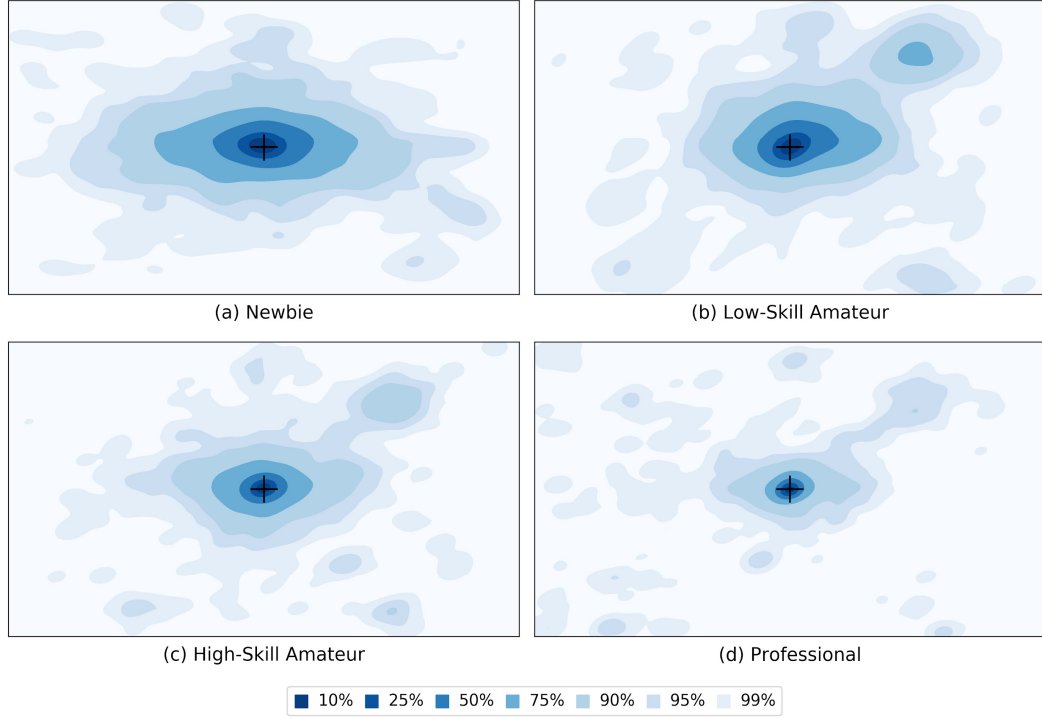 (a) Newbie
(b) Low-Skill Amateur
(c) High-Skill Amateur
(d) Professional
10% 25% 50% 75% 90% 95% 99%